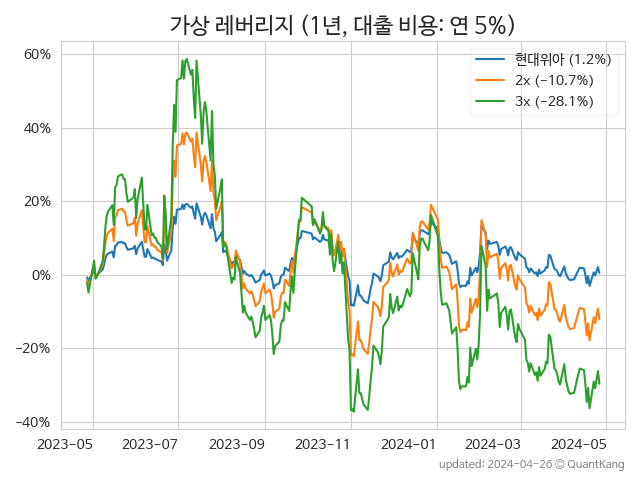 가상 레버리지 (1년, 대출 비용: 연 5%)
현대위아 (1.2%)
2x (−10.7%)
3x (−28.1%)
60%
40%
20%
0%
−20%
−40%
2023-05 2023-07 2023-09 2023-11 2024-01 2024-03 2024-05
updated: 2024-04-26 © QuantKang